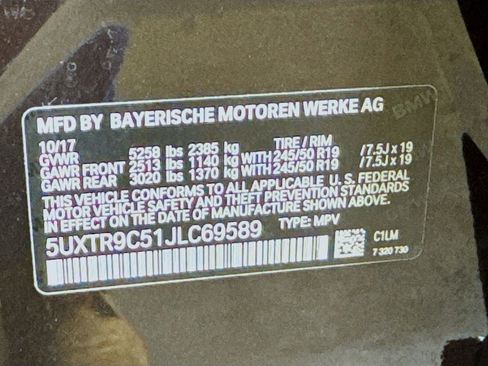 MFD BY BAYERISCHE MOTOREN WERKE AG
10/17 TIRE / RIM
GVWR 5258 lbs 2385 kg
GAWR FRONT 2513 lbs 1140 kg WITH 245/50 R19 /7.5J x 19
GAWR REAR 3020 lbs 1370 kg WITH 245/50 R19 /7.5J x 19
THIS VEHICLE CONFORMS TO ALL APPLICABLE U. S. FEDERAL
MOTOR VEHICLE SAFETY AND THEFT PREVENTION STANDARDS
IN EFFECT ON THE DATE OF MANUFACTURE SHOWN ABOVE.
5UXTR9C51JLC69589 TYPE: MPV
C1LM
7 320 730
BMW